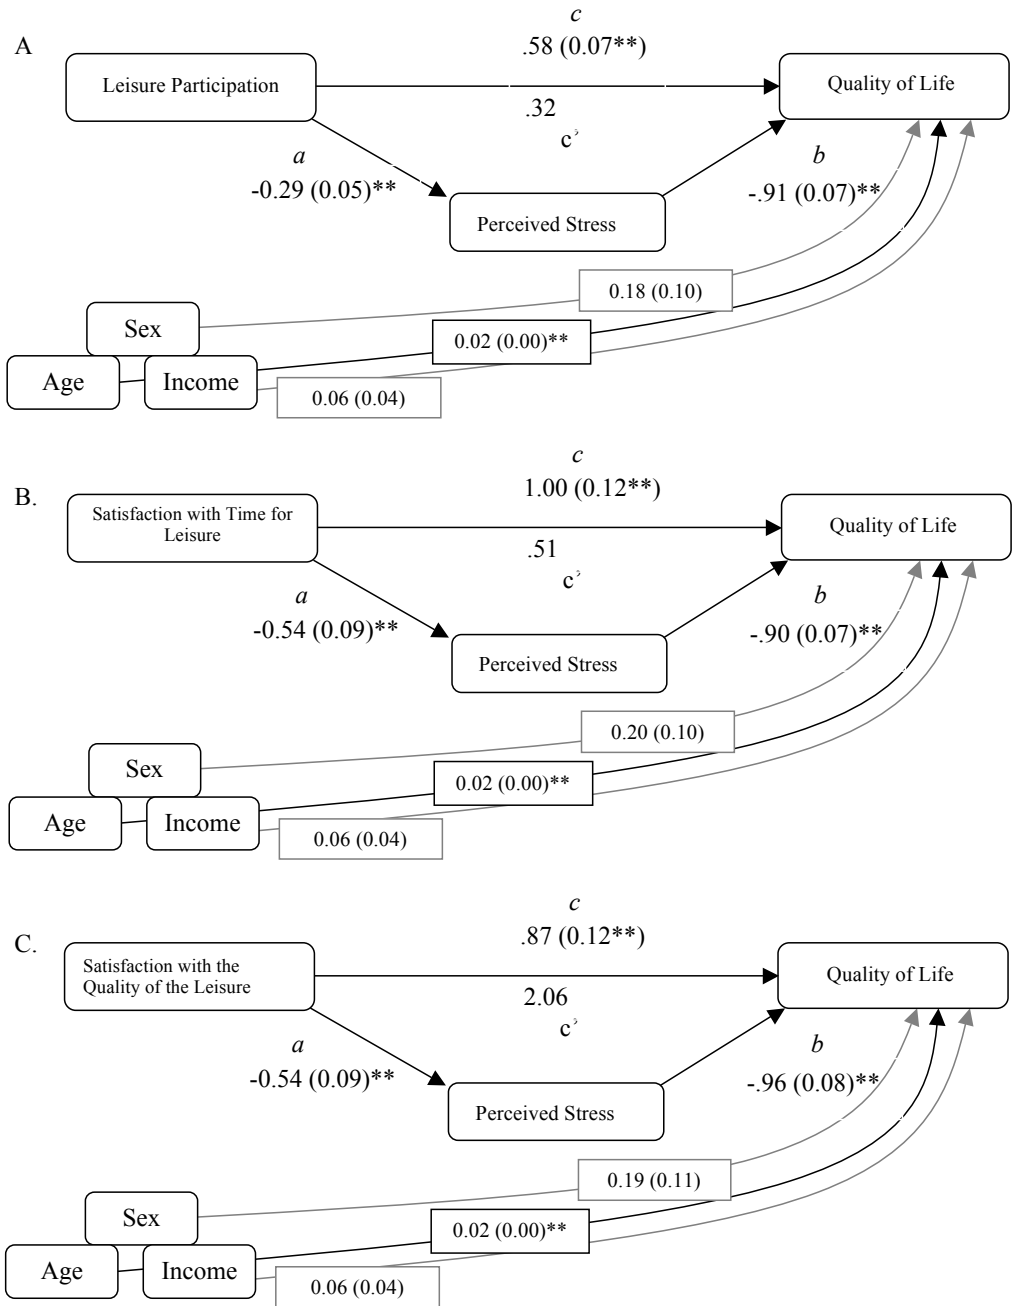 A
c
.58 (0.07**)
Leisure Participation
Quality of Life
.32
c’
a
-0.29 (0.05)**
b
-.91 (0.07)**
Perceived Stress
0.18 (0.10)
Sex
0.02 (0.00)**
Age
Income
0.06 (0.04)
B.
c
1.00 (0.12**)
Satisfaction with Time for
Leisure
Quality of Life
.51
c’
a
-0.54 (0.09)**
b
-.90 (0.07)**
Perceived Stress
0.20 (0.10)
Sex
0.02 (0.00)**
Age
Income
0.06 (0.04)
C.
c
.87 (0.12**)
Satisfaction with the
Quality of the Leisure
Quality of Life
2.06
c’
a
-0.54 (0.09)**
b
-.96 (0.08)**
Perceived Stress
0.19 (0.11)
Sex
0.02 (0.00)**
Age
Income
0.06 (0.04)